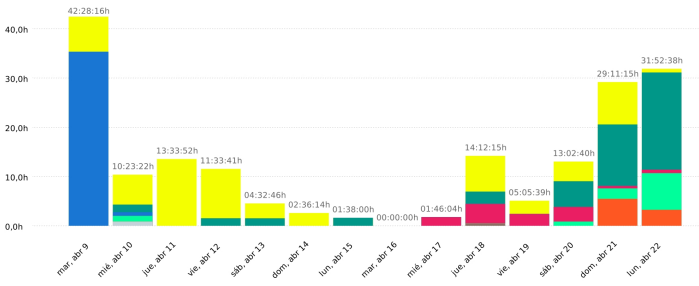 42:28:16h
40,0h
31:52:38h
30,0h
29:11:15h
20,0h
14:12:15h
13:33:52h
13:02:40h
11:33:41h
10:23:22h
10,0h
04:32:46h
05:05:39h
02:36:14h
01:38:00h
01:46:04h
00:00:00h
0,0h
mar, abr 9
mié, abr 10
jue, abr 11
vie, abr 12
sáb, abr 13
dom, abr 14
lun, abr 15
mar, abr 16
mié, abr 17
jue, abr 18
vie, abr 19
sáb, abr 20
dom, abr 21
lun, abr 22